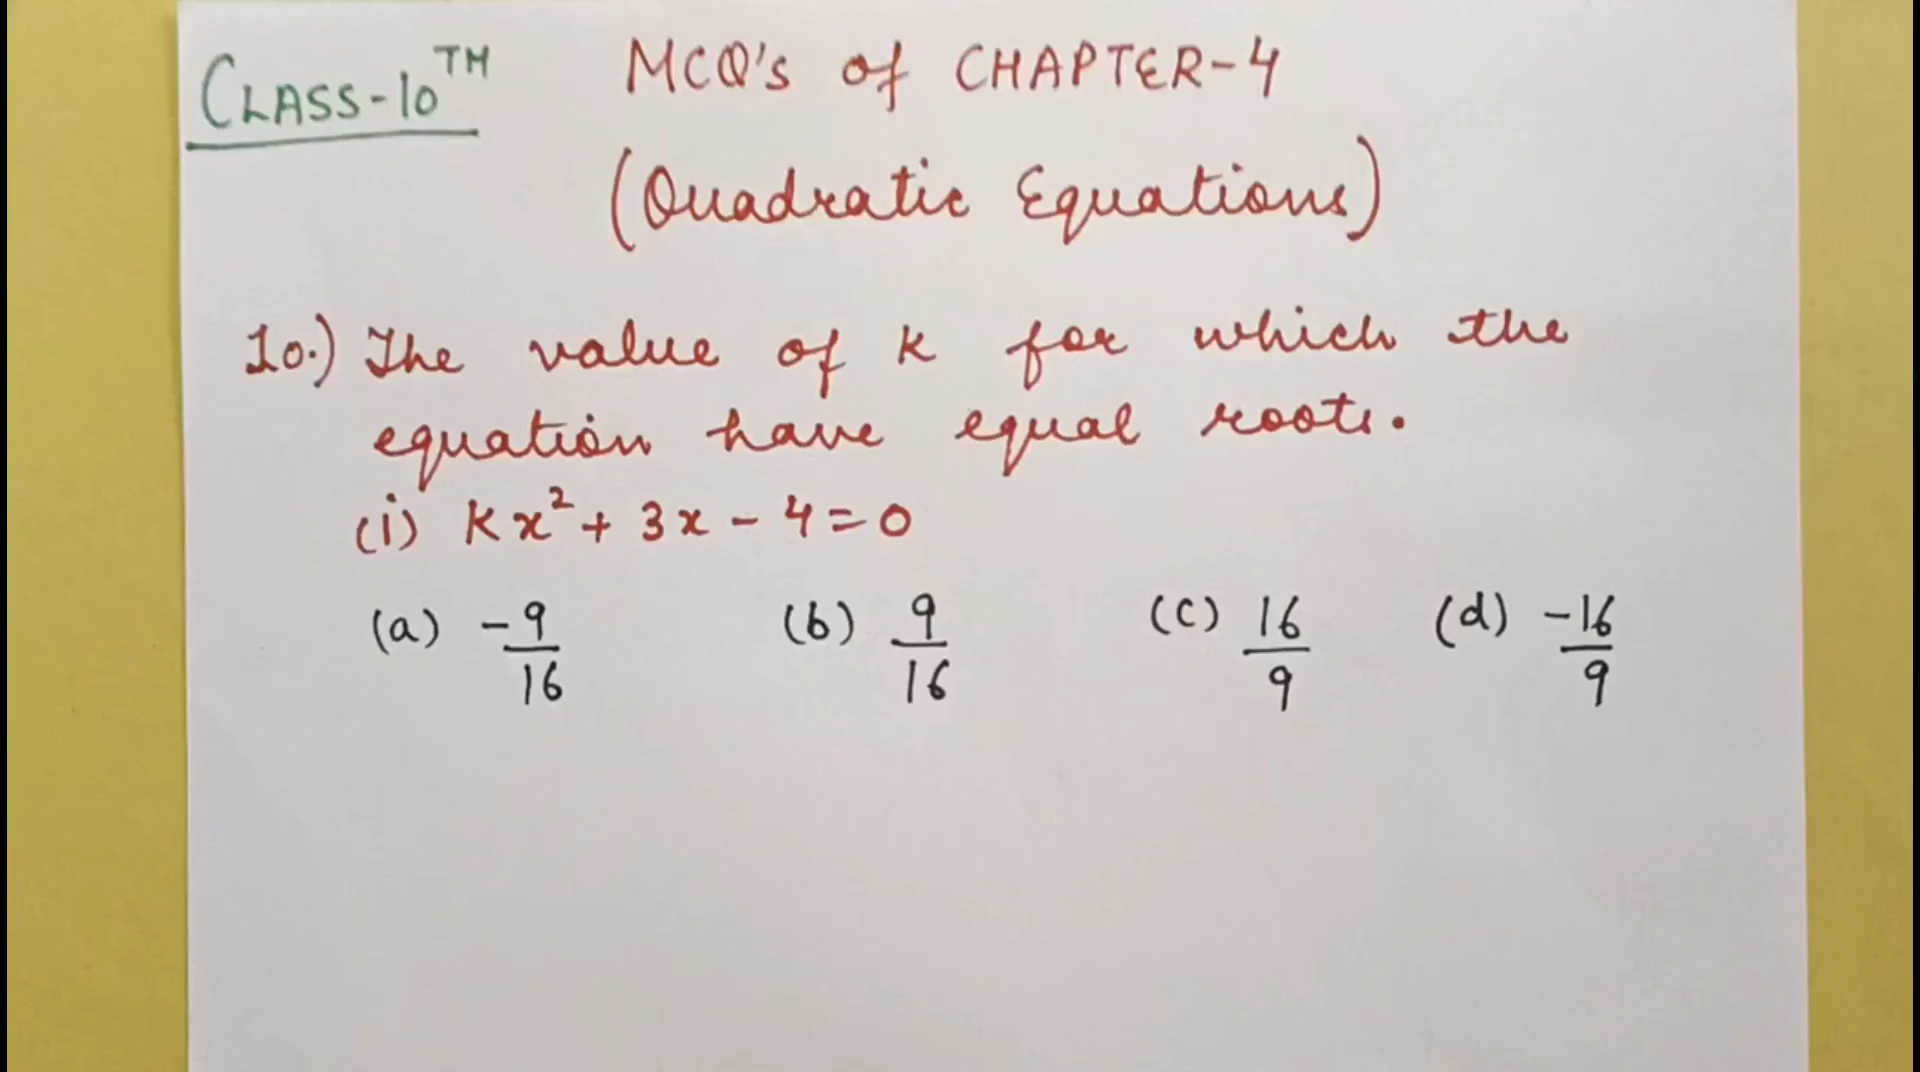 CLASS-10TH
MCQ's of CHAPTER-4
(Quadratic Equations)
10.) The value of k for which the
equation have equal roots.
(i) kx² + 3x - 4 = 0
(a) -9/16 (b) 9/16 (c) 16/9 (d) -16/9